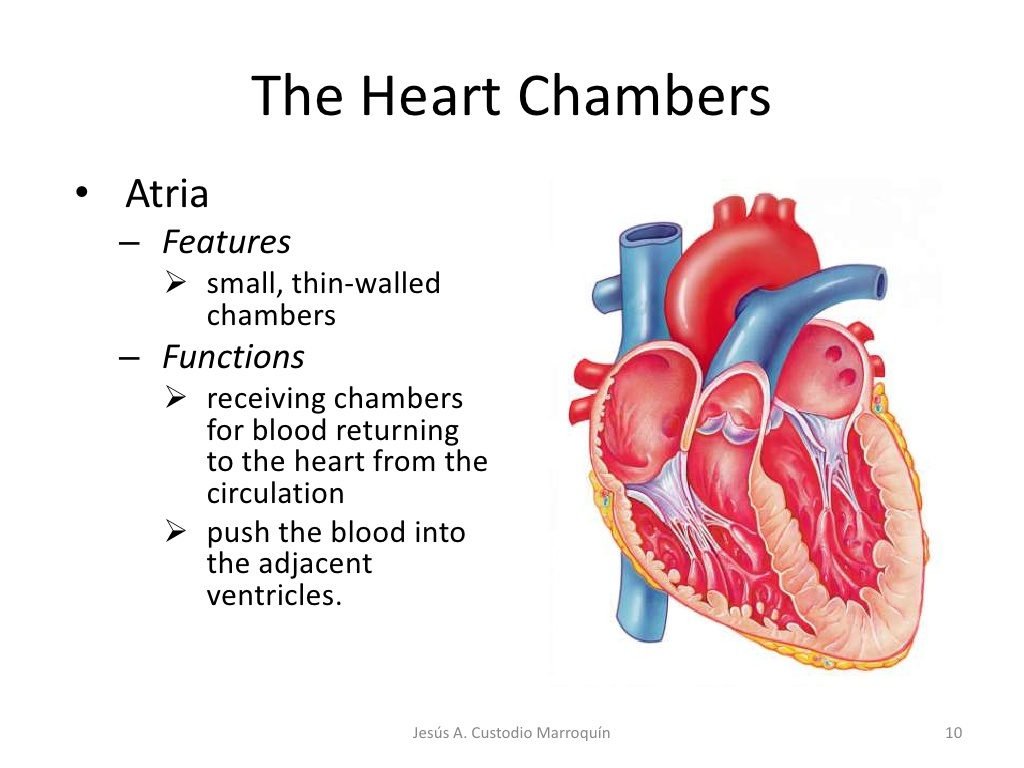 The Heart Chambers
• Atria
– Features
➢ small, thin-walled
chambers
– Functions
➢ receiving chambers
for blood returning
to the heart from the
circulation
➢ push the blood into
the adjacent
ventricles.
Jesús A. Custodio Marroquín
10